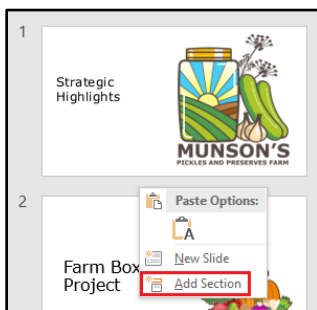 1
Strategic
Highlights
MUNSON'S
PICKLES AND PRESERVES FARM
2
Paste Options:
A
New Slide
Add Section
Farm Box
Project